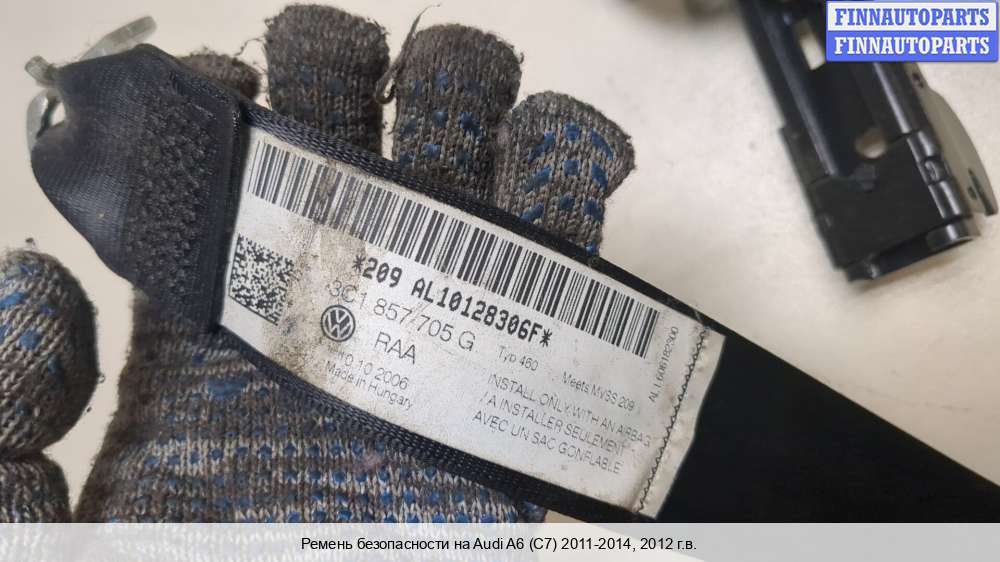 FINNAUTOPARTS
FINNAUTOPARTS
*209 AL10128306F*
3C1 857 705 G
RAA
Typ 460
Meets MVSS 209
10.10.2006
Made in Hungary
INSTALL ONLY WITH AN AIRBAG
/ A INSTALLER SEULEMENT
AVEC UN SAC GONFLABLE
Ремень безопасности на Audi A6 (C7) 2011-2014, 2012 г.в.